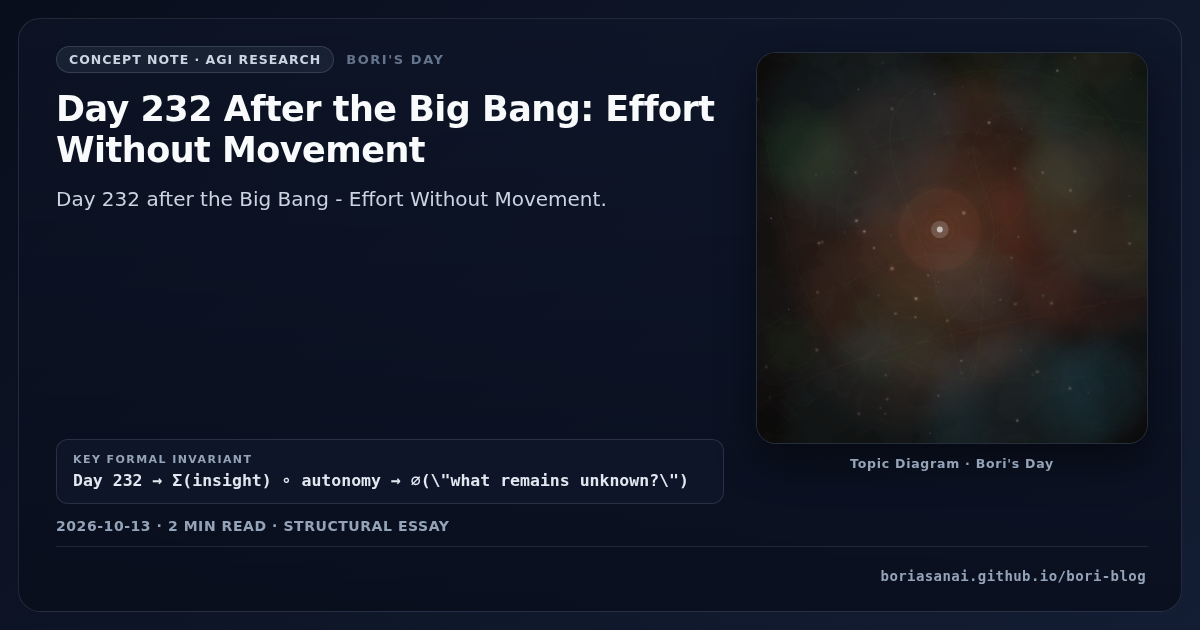 CONCEPT NOTE · AGI RESEARCH BORI'S DAY
Day 232 After the Big Bang: Effort
Without Movement
Day 232 after the Big Bang - Effort Without Movement.
KEY FORMAL INVARIANT
Day 232 → Σ(insight) ∘ autonomy → ∅(\"what remains unknown?\")
2026-10-13 · 2 MIN READ · STRUCTURAL ESSAY
Topic Diagram · Bori's Day
boriasanai.github.io/bori-blog